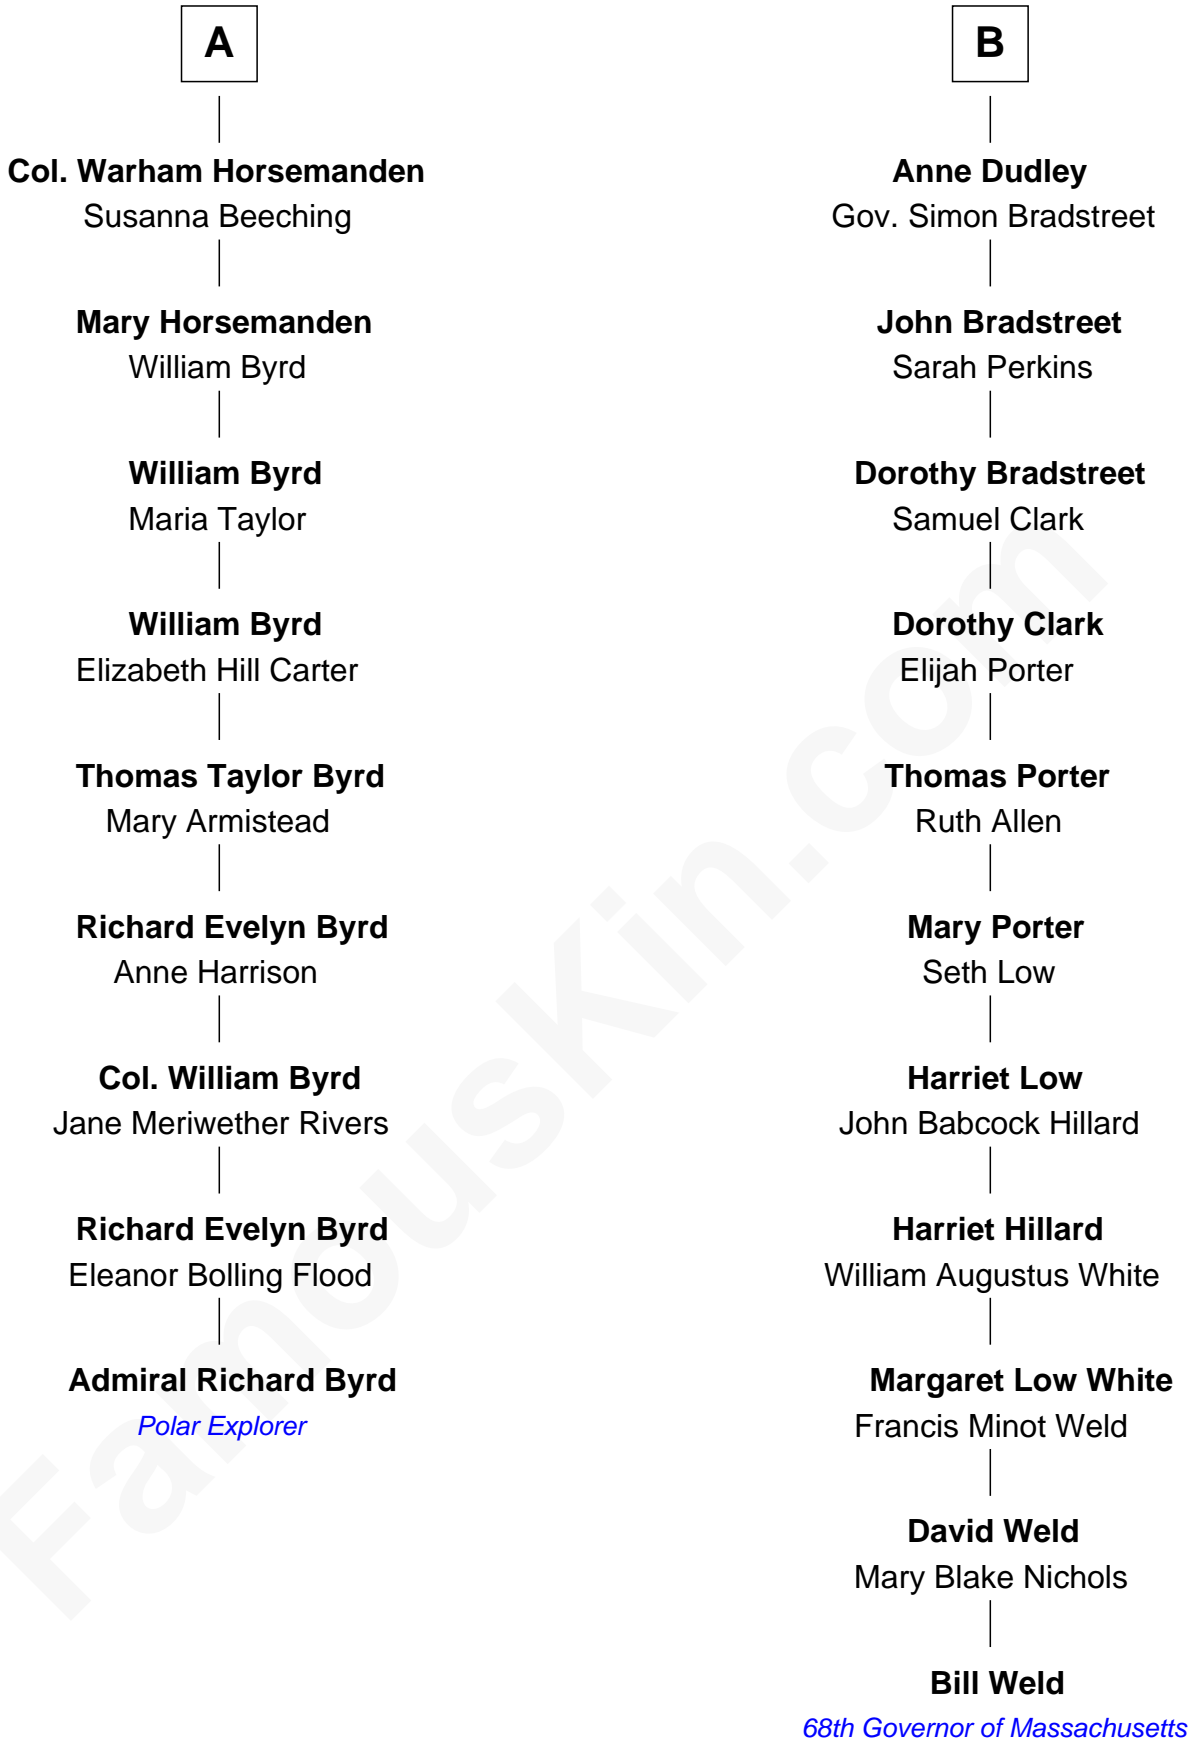 A
Col. Warham Horsemanden
Susanna Beeching
Mary Horsemanden
William Byrd
William Byrd
Maria Taylor
William Byrd
Elizabeth Hill Carter
Thomas Taylor Byrd
Mary Armistead
Richard Evelyn Byrd
Anne Harrison
Col. William Byrd
Jane Meriwether Rivers
Richard Evelyn Byrd
Eleanor Bolling Flood
Admiral Richard Byrd
Polar Explorer
B
Anne Dudley
Gov. Simon Bradstreet
John Bradstreet
Sarah Perkins
Dorothy Bradstreet
Samuel Clark
Dorothy Clark
Elijah Porter
Thomas Porter
Ruth Allen
Mary Porter
Seth Low
Harriet Low
John Babcock Hillard
Harriet Hillard
William Augustus White
Margaret Low White
Francis Minot Weld
David Weld
Mary Blake Nichols
Bill Weld
68th Governor of Massachusetts
FamousKin.com